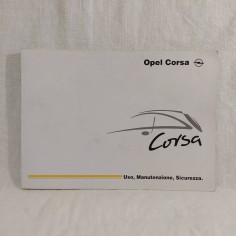 Opel Corsa
Corsa
Uso, Manutenzione, Sicurezza.